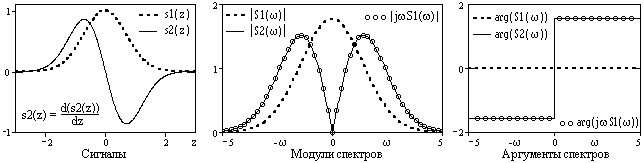 1
s1(z)
s2(z)
0
s2(z) = d(s2(z))/dz
-1
−2
0
2
z
Сигналы
2
|S1(ω)|
|S2(ω)|
|jωS1(ω)|
1
0
−5
−ω
0
ω
5
Модули спектров
2
arg(S1(ω))
arg(S2(ω))
0
arg(jωS1(ω))
−2
−5
−ω
0
ω
5
Аргументы спектров